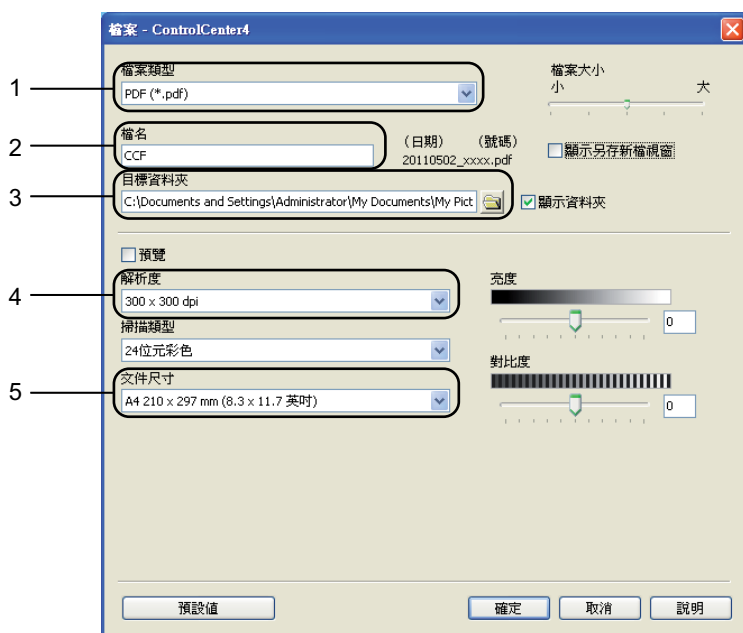 檔案 - ControlCenter4
1
檔案類型
PDF (*.pdf)
檔案大小
小 大
2
檔名
CCF
(日期) (號碼)
20110502_xxxx.pdf
顯示另存新檔視窗
3
目標資料夾
C:\Documents and Settings\Administrator\My Documents\My Pict
顯示資料夾
預覽
4
解析度
300 x 300 dpi
亮度
0
掃描類型
24位元彩色
對比度
0
5
文件尺寸
A4 210 x 297 mm (8.3 x 11.7 英吋)
預設值 確定 取消 說明